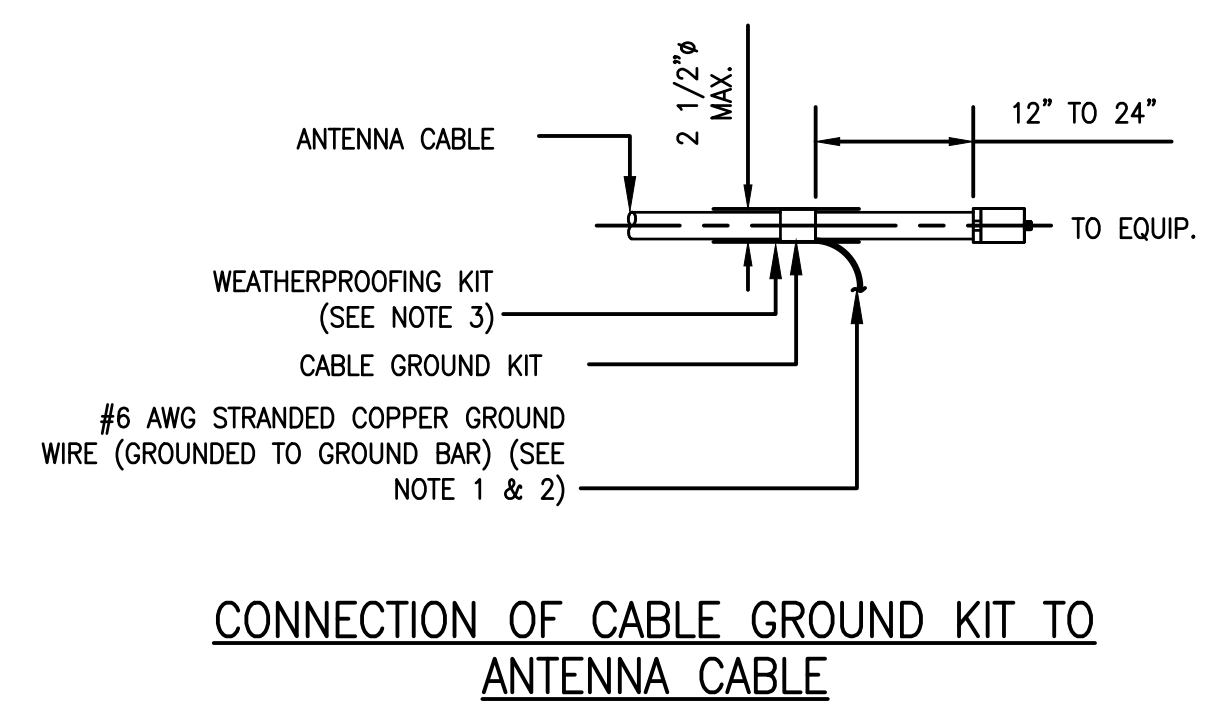 2 1/2"ø
MAX.
12" TO 24"
ANTENNA CABLE
TO EQUIP.
WEATHERPROOFING KIT
(SEE NOTE 3)
CABLE GROUND KIT
#6 AWG STRANDED COPPER GROUND
WIRE (GROUNDED TO GROUND BAR) (SEE
NOTE 1 & 2)
CONNECTION OF CABLE GROUND KIT TO
ANTENNA CABLE